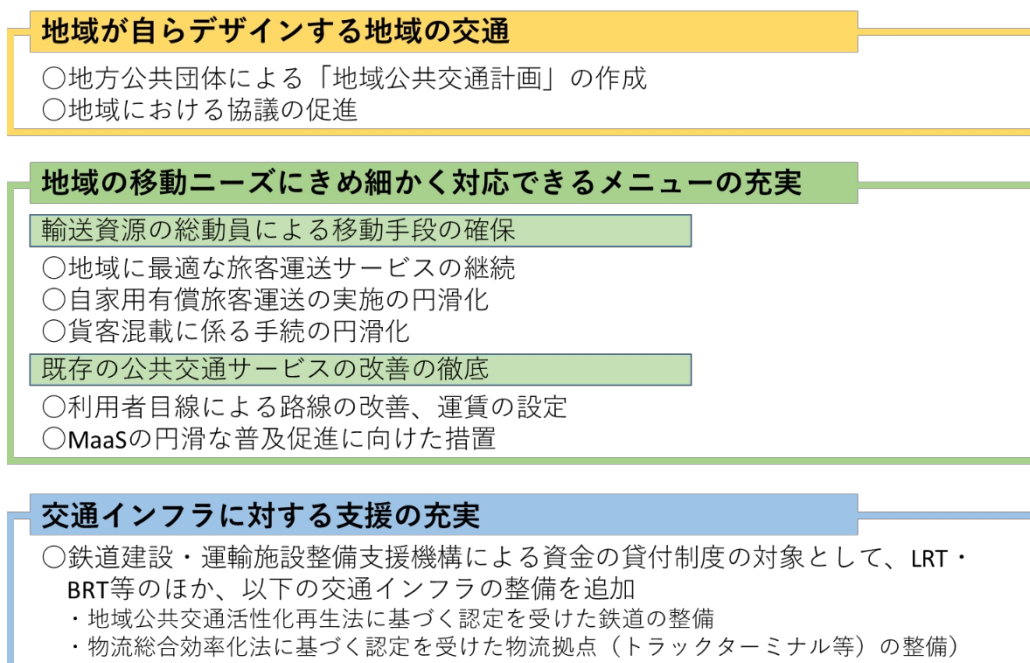 地域が自らデザインする地域の交通
○地方公共団体による「地域公共交通計画」の作成
○地域における協議の促進
地域の移動ニーズにきめ細かく対応できるメニューの充実
輸送資源の総動員による移動手段の確保
○地域に最適な旅客運送サービスの継続
○自家用有償旅客運送の実施の円滑化
○貨客混載に係る手続の円滑化
既存の公共交通サービスの改善の徹底
○利用者目線による路線の改善、運賃の設定
○MaaSの円滑な普及促進に向けた措置
交通インフラに対する支援の充実
○鉄道建設・運輸施設整備支援機構による資金の貸付制度の対象として、LRT・
BRT等のほか、以下の交通インフラの整備を追加
・地域公共交通活性化再生法に基づく認定を受けた鉄道の整備
・物流総合効率化法に基づく認定を受けた物流拠点（トラックターミナル等）の整備）